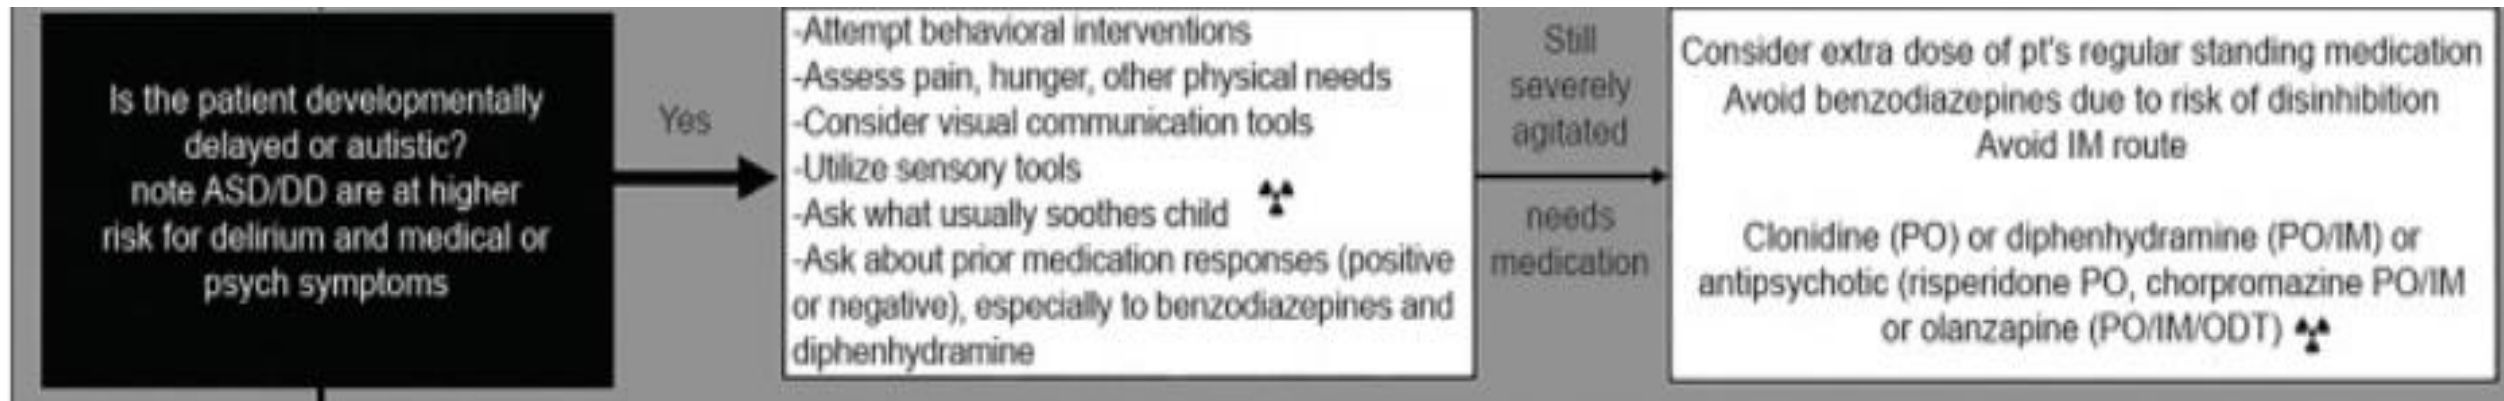 Is the patient developmentally
delayed or autistic?
note ASD/DD are at higher
risk for delirium and medical or
psych symptoms
Yes
-Attempt behavioral interventions
-Assess pain, hunger, other physical needs
-Consider visual communication tools
-Utilize sensory tools
-Ask what usually soothes child
-Ask about prior medication responses (positive
or negative), especially to benzodiazepines and
diphenhydramine
Still
severely
agitated
needs
medication
Consider extra dose of pt's regular standing medication
Avoid benzodiazepines due to risk of disinhibition
Avoid IM route
Clonidine (PO) or diphenhydramine (PO/IM) or
antipsychotic (risperidone PO, chorpromazine PO/IM
or olanzapine (PO/IM/ODT)